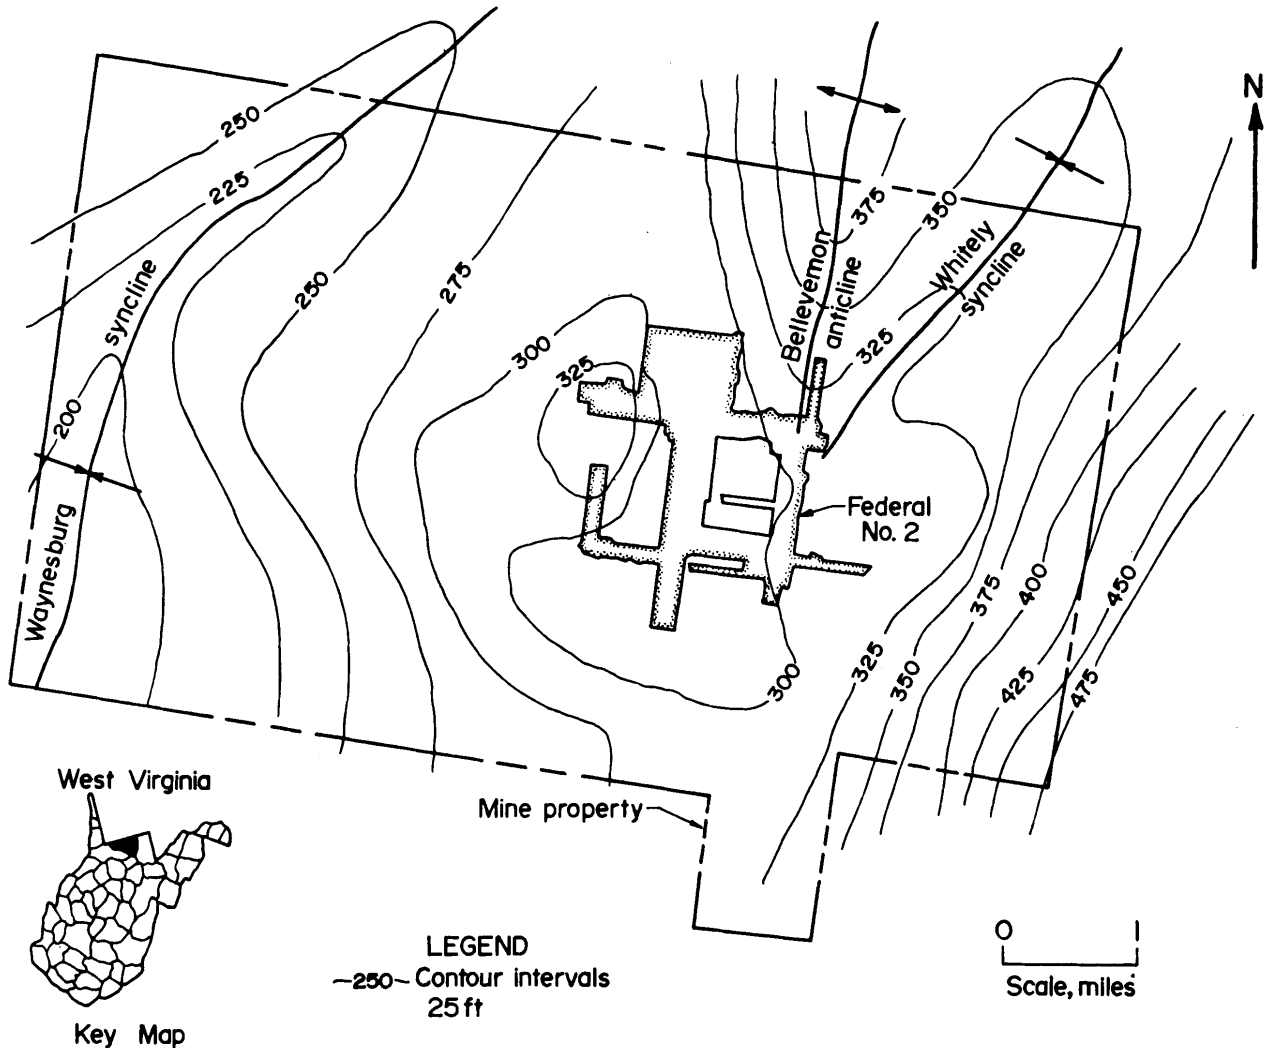 250
225
N
250
275
syncline
200
Waynesburg
300
325
375
350
Bellevernon
anticline
Whitely
syncline
325
Federal
No. 2
375
400
450
325
350
425
475
300
Mine property
West Virginia
Key Map
LEGEND
250 Contour intervals
25 ft
0 1
Scale, miles